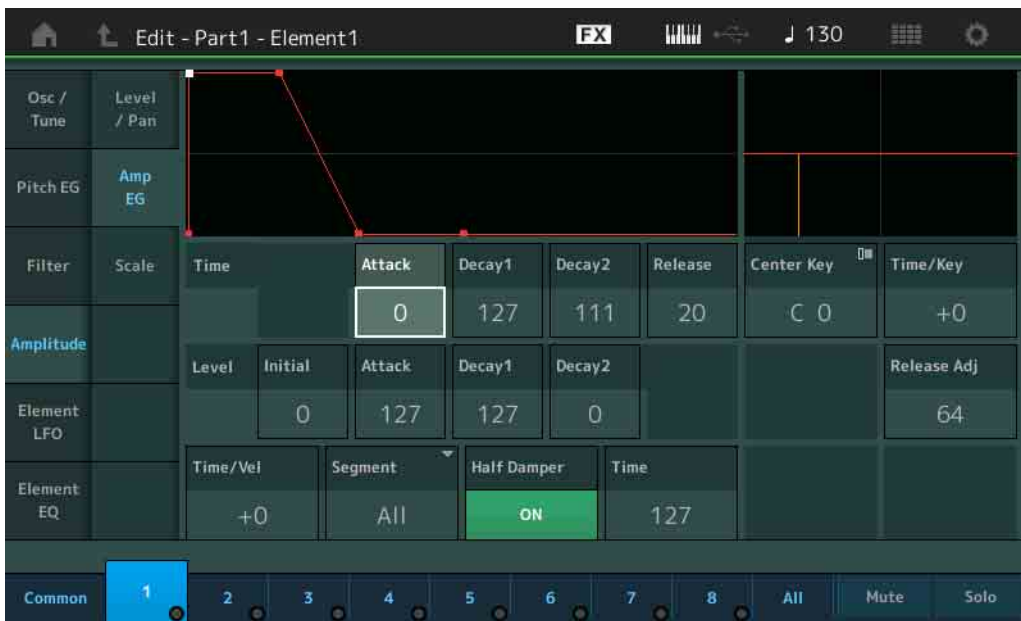 Edit - Part1 - Element1
FX
130
Osc /
Tune
Level
/ Pan
Pitch EG
Amp
EG
Filter
Scale
Amplitude
Element
LFO
Element
EQ
Time
Attack
Decay1
Decay2
Release
Center Key
Time/Key
0
127
111
20
C 0
+0
Level
Initial
Attack
Decay1
Decay2
Release Adj
0
127
127
0
64
Time/Vel
Segment
Half Damper
Time
+0
All
ON
127
Common
1
2
3
4
5
6
7
8
All
Mute
Solo